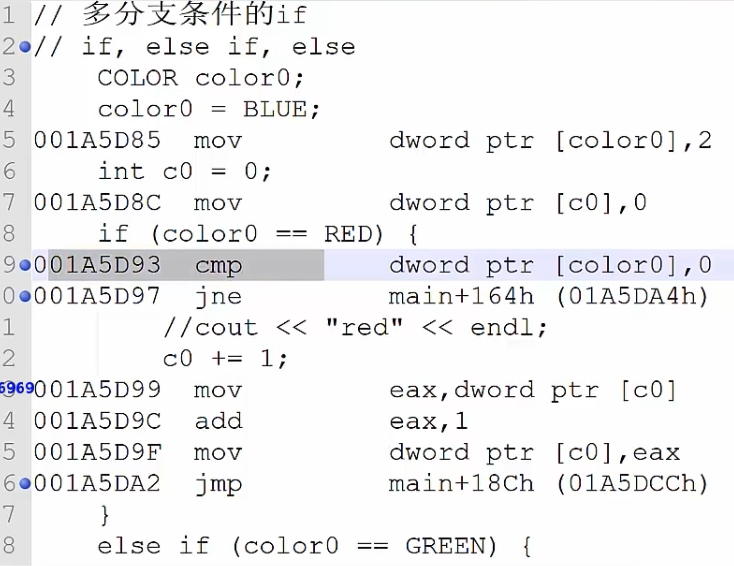 1 // 多分支条件的if
2 // if, else if, else
3 COLOR color0;
4 color0 = BLUE;
5 001A5D85 mov dword ptr [color0],2
6 int c0 = 0;
7 001A5D8C mov dword ptr [c0],0
8 if (color0 == RED) {
9 001A5D93 cmp dword ptr [color0],0
0 001A5D97 jne main+164h (01A5DA4h)
1 //cout << "red" << endl;
2 c0 += 1;
6969 001A5D99 mov eax,dword ptr [c0]
4 001A5D9C add eax,1
5 001A5D9F mov dword ptr [c0],eax
6 001A5DA2 jmp main+18Ch (01A5DCCh)
7 }
8 else if (color0 == GREEN) {